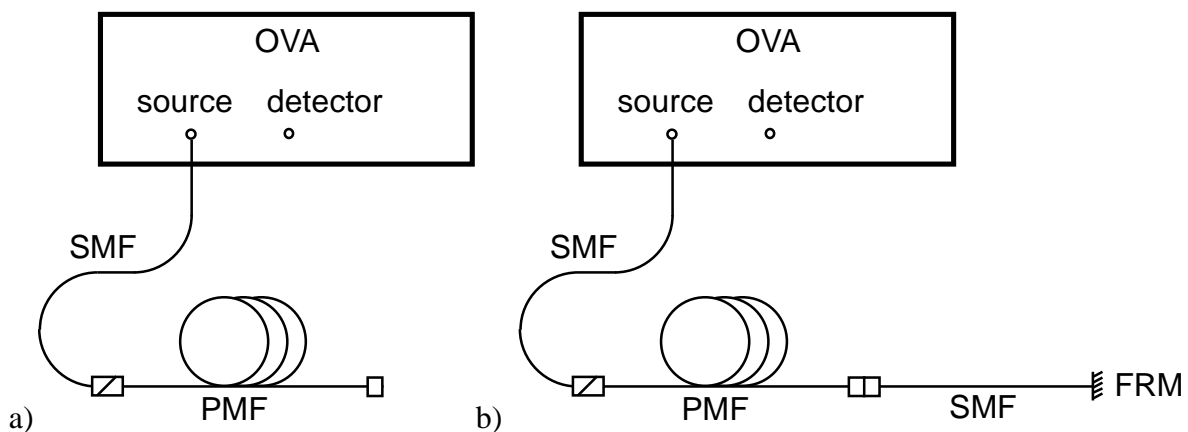 OVA
source detector
SMF
PMF
a)
OVA
source detector
SMF
PMF
SMF
FRM
b)